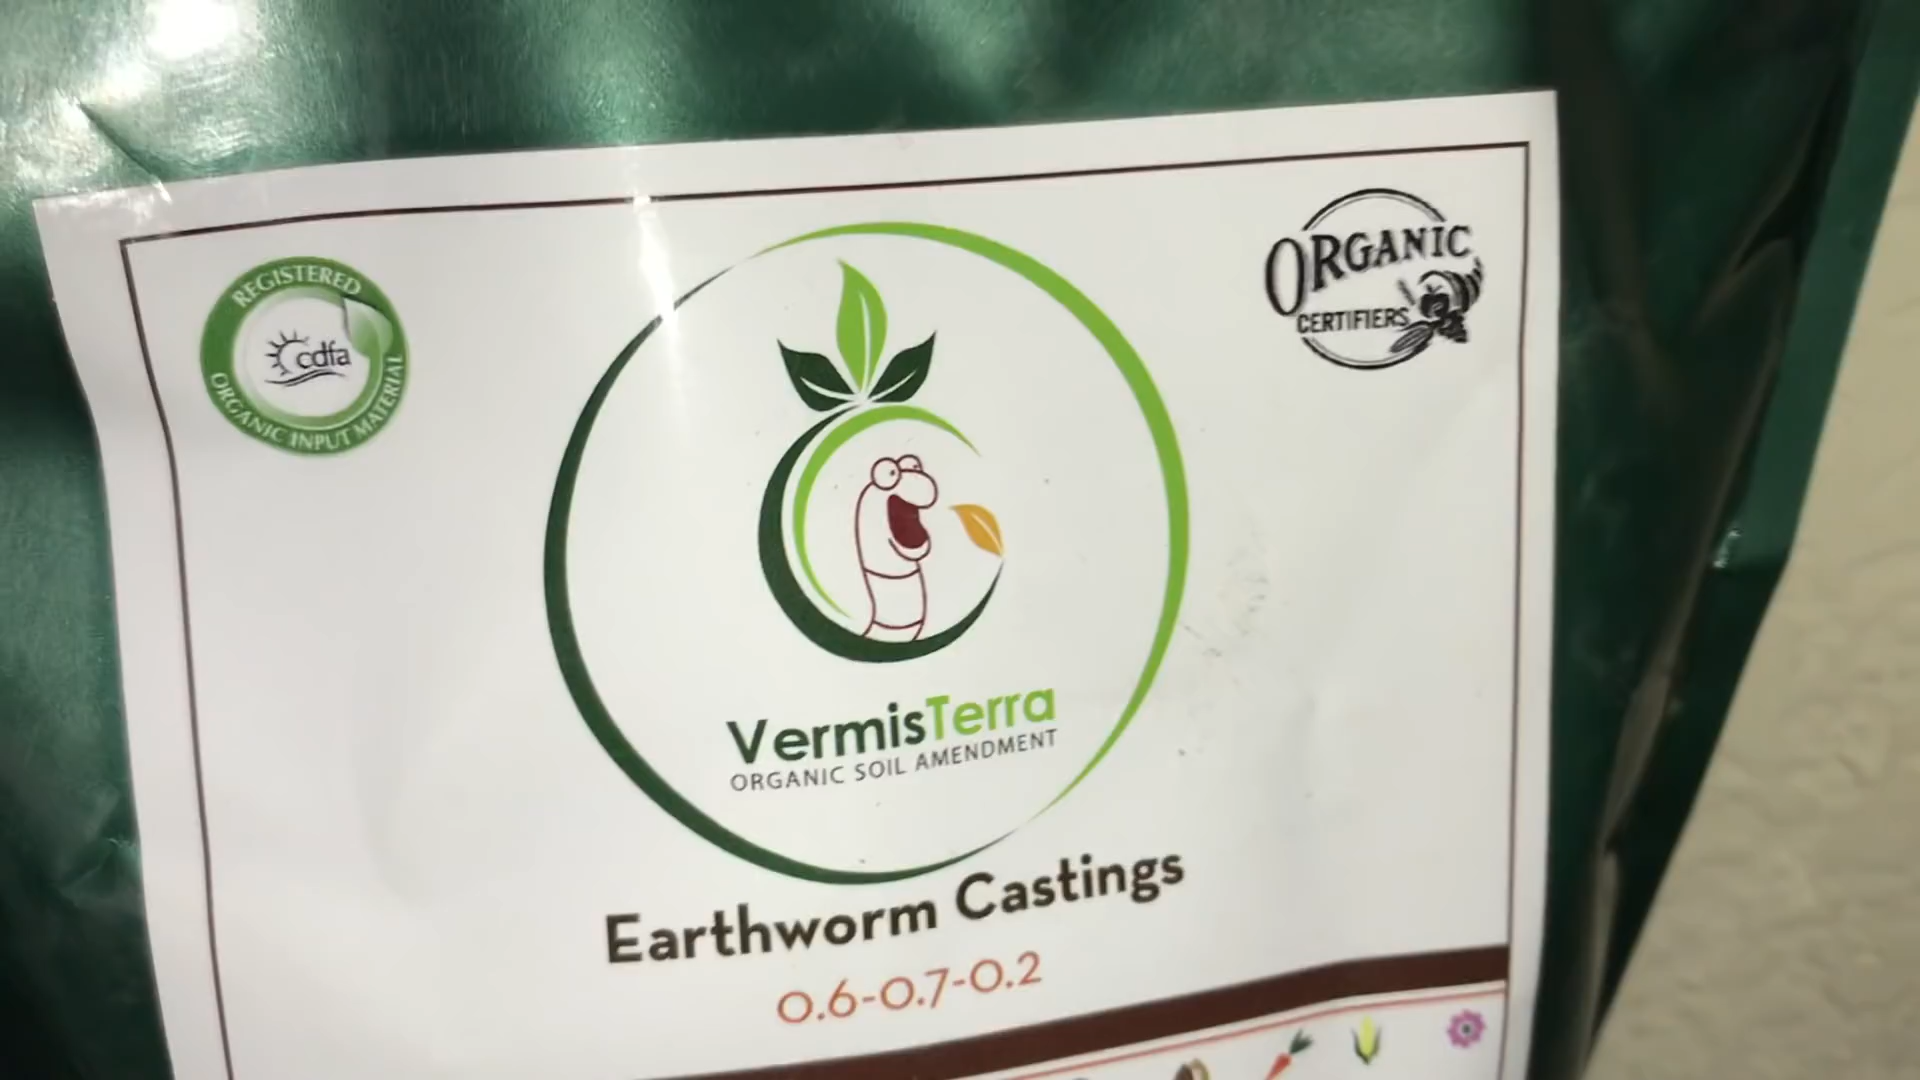 REGISTERED
cdfa
ORGANIC INPUT MATERIAL
ORGANIC
CERTIFIERS
VermisTerra
ORGANIC SOIL AMENDMENT
Earthworm Castings
0.6-0.7-0.2